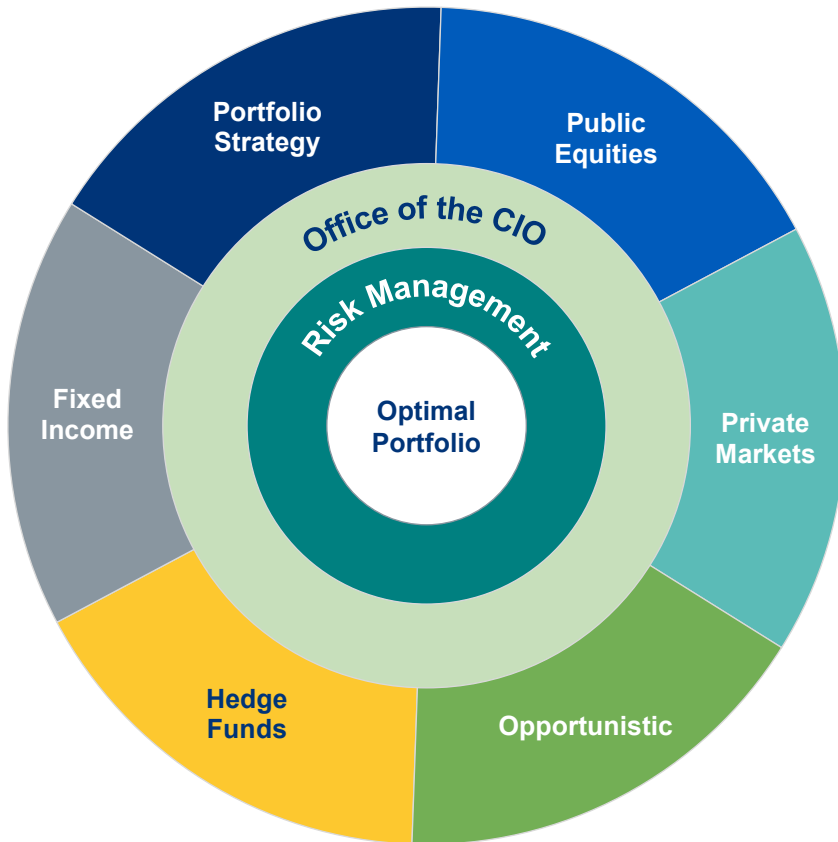 Portfolio
Strategy
Public
Equities
Office of the CIO
Risk Management
Fixed
Income
Optimal
Portfolio
Private
Markets
Hedge
Funds
Opportunistic